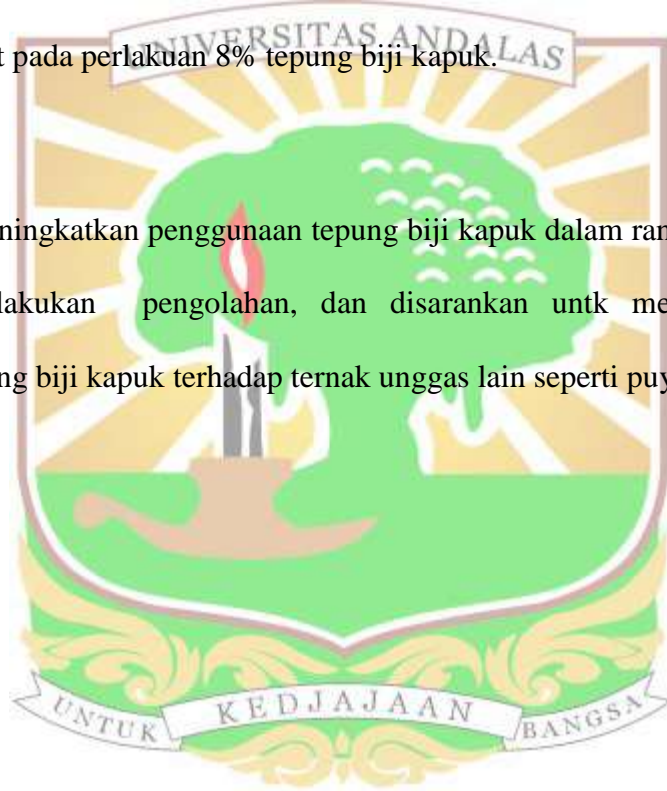 UNIVERSITAS ANDALAS
t pada perlakuan 8% tepung biji kapuk.
ningkatkan penggunaan tepung biji kapuk dalam ran
lakukan pengolahan, dan disarankan untk me
ng biji kapuk terhadap ternak unggas lain seperti puy
UNTUK KEDJAJAAN BANGSA